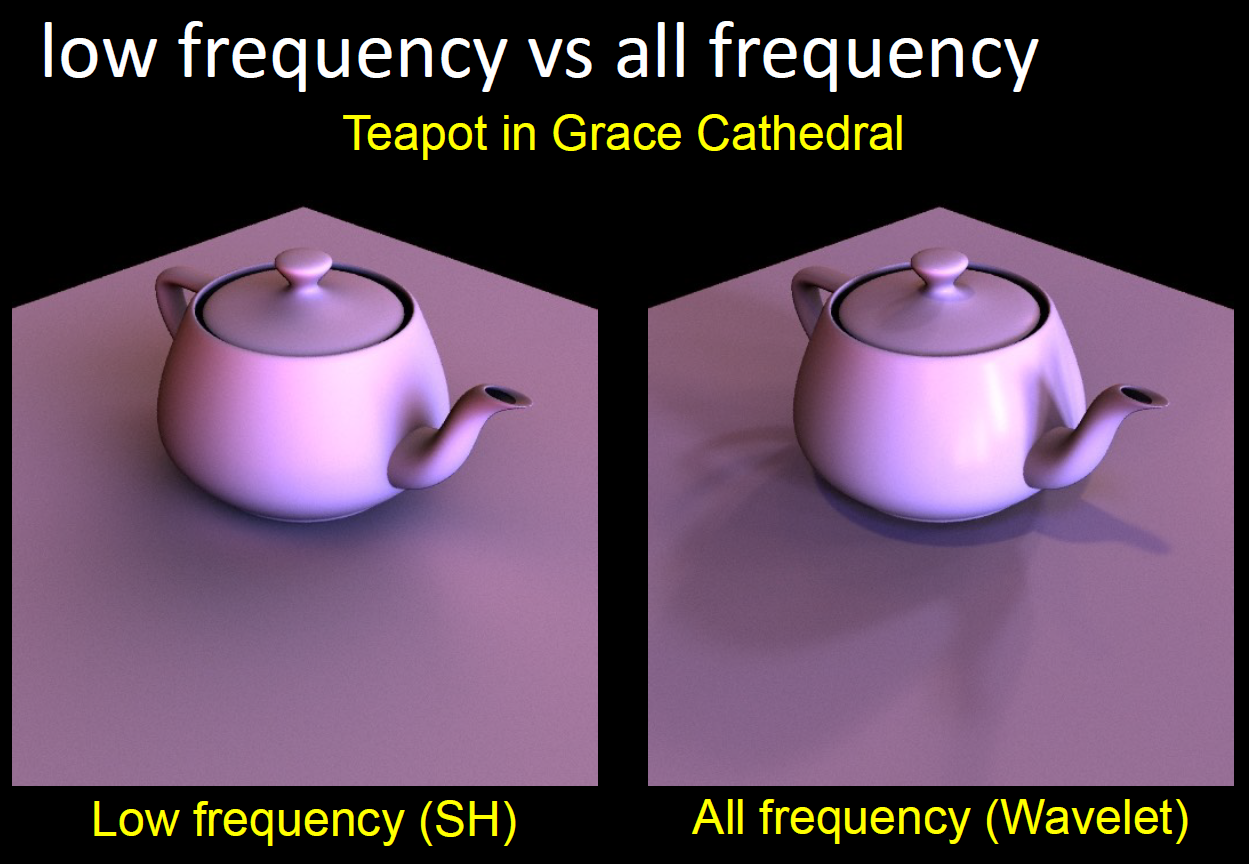 low frequency vs all frequency
Teapot in Grace Cathedral
Low frequency (SH)
All frequency (Wavelet)